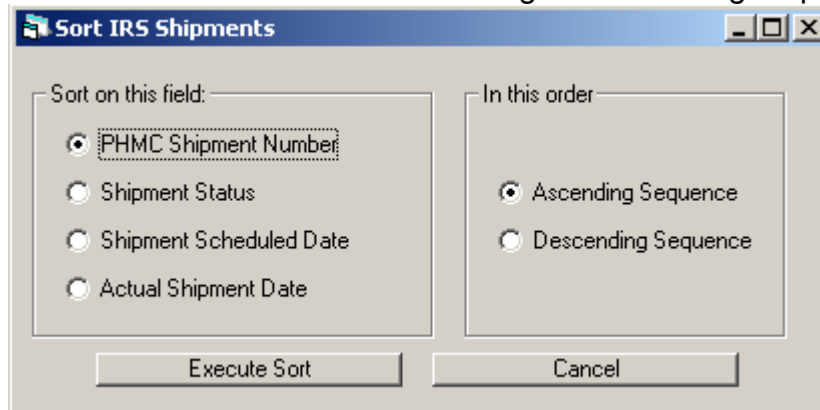 Sort IRS Shipments
Sort on this field:
PHMC Shipment Number
Shipment Status
Shipment Scheduled Date
Actual Shipment Date
In this order
Ascending Sequence
Descending Sequence
Execute Sort
Cancel